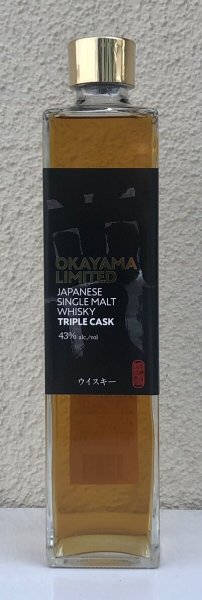 OKAYAMA
LIMITED
JAPANESE
SINGLE MALT
WHISKY
TRIPLE CASK
43% alc./vol
ウイスキー